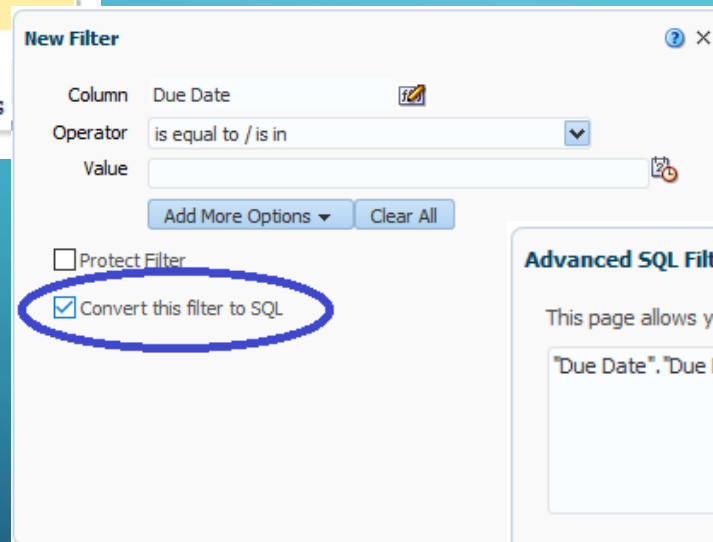 New Filter
Column Due Date
Operator is equal to / is in
Value
Add More Options Clear All
Protect Filter
Convert this filter to SQL
Advanced SQL
This page allows
"Due Date"."Due